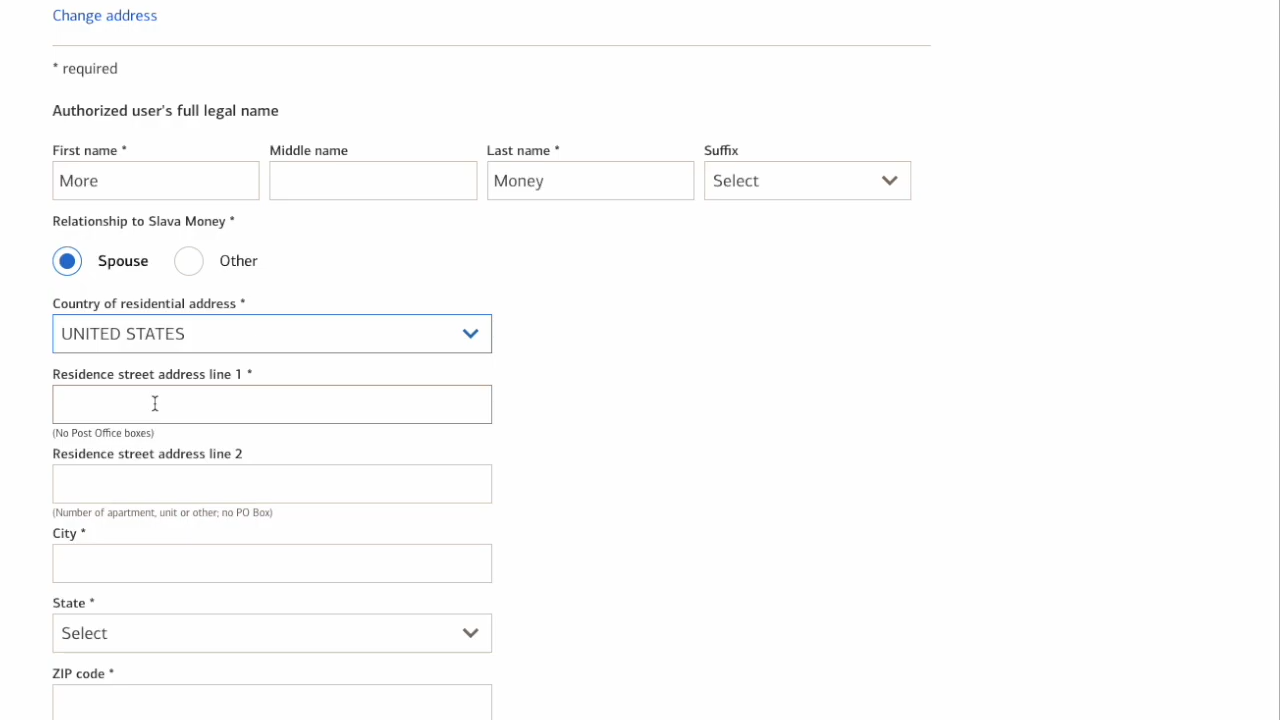 Change address
* required
Authorized user's full legal name
First name * Middle name Last name * Suffix
More Money Select
Relationship to Slava Money *
Spouse Other
Country of residential address *
UNITED STATES
Residence street address line 1 *
(No Post Office boxes)
Residence street address line 2
(Number of apartment, unit or other; no PO Box)
City *
State *
Select
ZIP code *